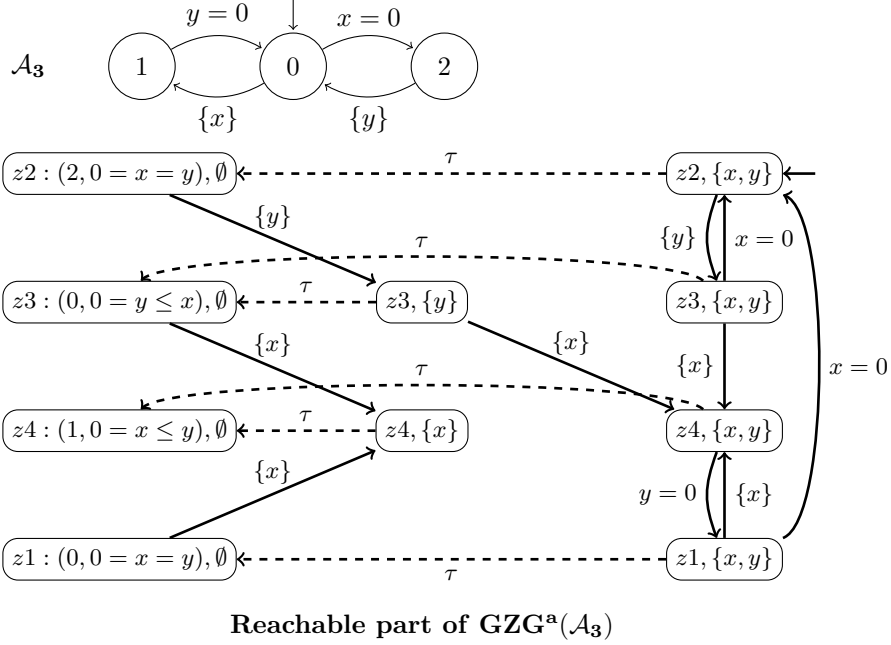 y = 0
x = 0
𝒜₃
1
0
2
{x}
{y}
τ
z2 : (2, 0 = x = y), ∅
z2, {x, y}
{y}
τ
{y}
x = 0
τ
z3 : (0, 0 = y ≤ x), ∅
z3, {y}
z3, {x, y}
{x}
{x}
τ
{x}
x = 0
τ
z4 : (1, 0 = x ≤ y), ∅
z4, {x}
z4, {x, y}
{x}
y = 0
{x}
z1 : (0, 0 = x = y), ∅
τ
z1, {x, y}
Reachable part of GZGᵃ(𝒜₃)